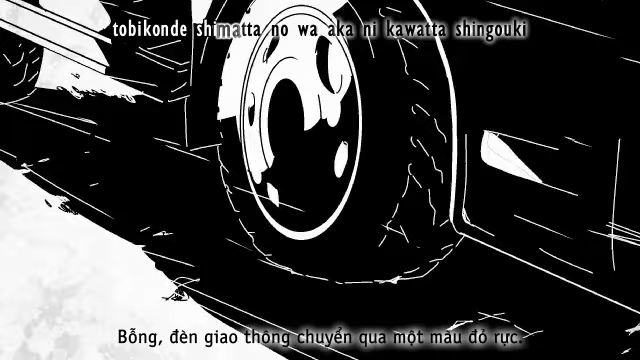 tobikonde shimatta no wa aka ni kawatta shingouki
Bỗng, đèn giao thông chuyển qua một màu đỏ rực.